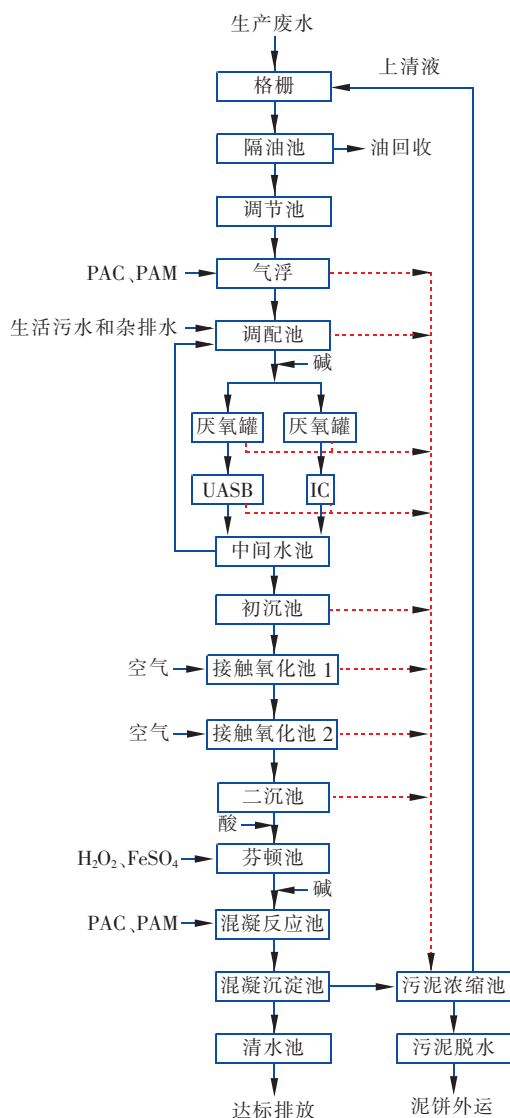 生产废水
上清液
格栅
隔油池
油回收
调节池
PAC、PAM
气浮
生活污水和杂排水
调配池
碱
厌氧罐
厌氧罐
UASB
IC
中间水池
初沉池
空气
接触氧化池 1
空气
接触氧化池 2
二沉池
酸
H₂O₂、FeSO₄
芬顿池
碱
PAC、PAM
混凝反应池
混凝沉淀池
污泥浓缩池
清水池
污泥脱水
达标排放
泥饼外运